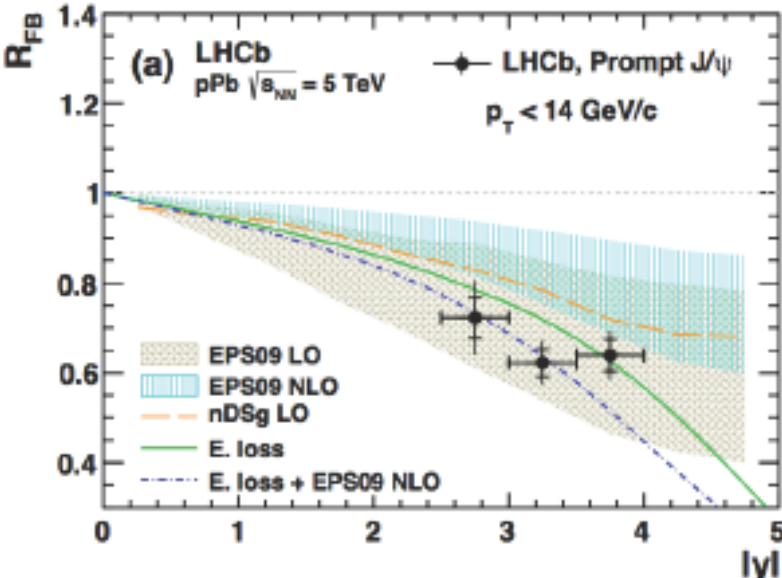 R_FB
1.4
1.2
1
0.8
0.6
0.4
(a)
LHCb
pPb √s_NN = 5 TeV
LHCb, Prompt J/ψ
p_T < 14 GeV/c
EPS09 LO
EPS09 NLO
nDSg LO
E. loss
E. loss + EPS09 NLO
0 1 2 3 4 5
|y|